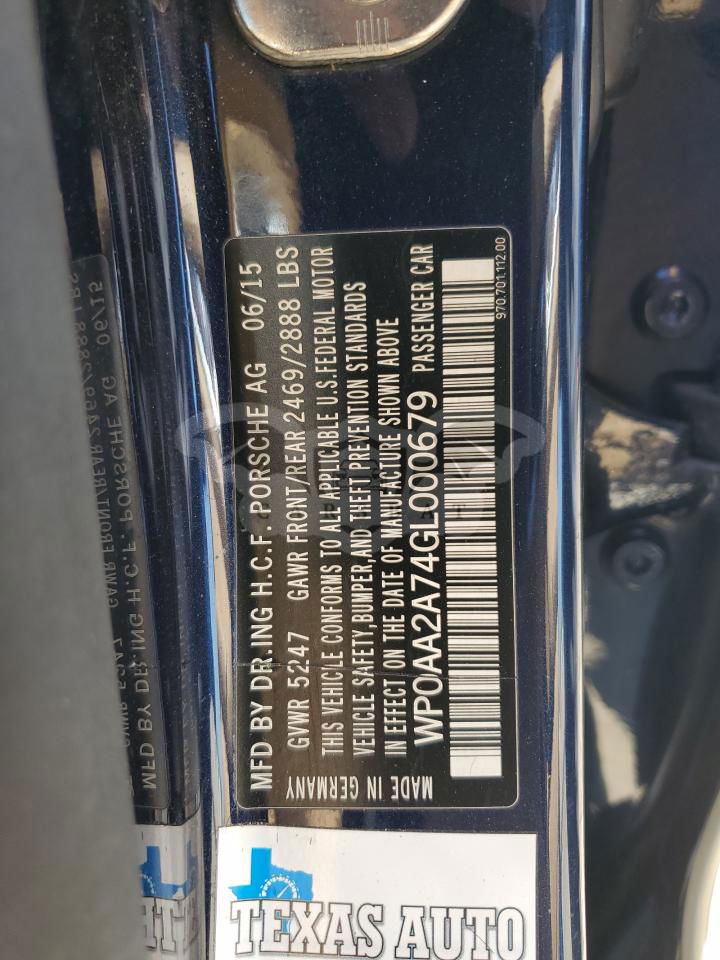 MFD BY DR.ING H.C.F. PORSCHE AG 06/15
GVWR 5247 GAWR FRONT/REAR 2469/2888 LBS
THIS VEHICLE CONFORMS TO ALL APPLICABLE U.S.FEDERAL MOTOR
VEHICLE SAFETY,BUMPER,AND THEFT PREVENTION STANDARDS
IN EFFECT ON THE DATE OF MANUFACTURE SHOWN ABOVE
WP0AA2A74GL000679 PASSENGER CAR
MADE IN GERMANY
970.701.112.00
TEXAS AUTO